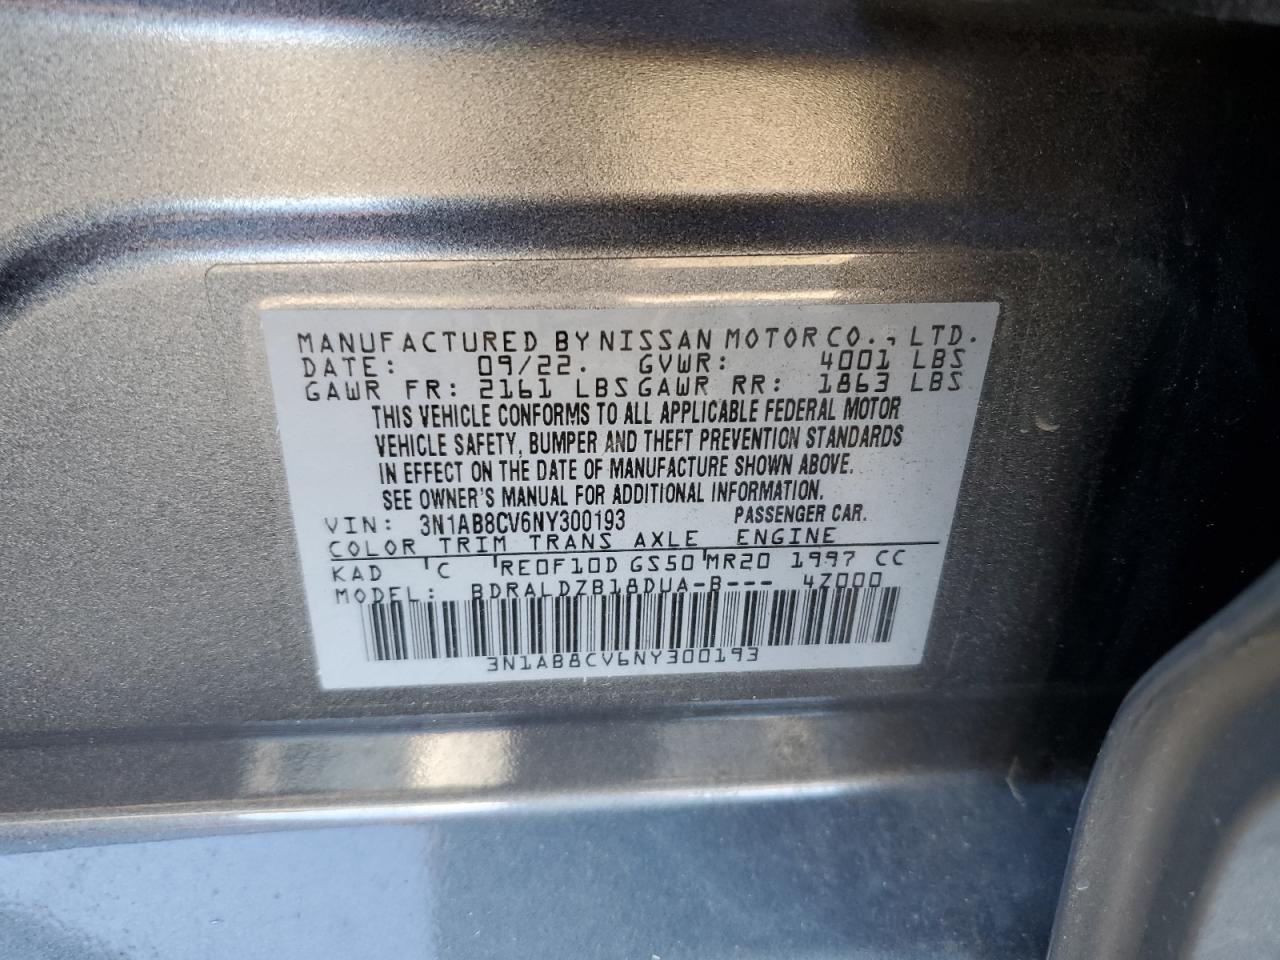 MANUFACTURED BY NISSAN MOTOR CO., LTD.
DATE: 09/22. GVWR: 4001 LBS
GAWR FR: 2161 LBS GAWR RR: 1863 LBS
THIS VEHICLE CONFORMS TO ALL APPLICABLE FEDERAL MOTOR
VEHICLE SAFETY, BUMPER AND THEFT PREVENTION STANDARDS
IN EFFECT ON THE DATE OF MANUFACTURE SHOWN ABOVE.
SEE OWNER'S MANUAL FOR ADDITIONAL INFORMATION.
VIN: 3N1AB8CV6NY300193 PASSENGER CAR.
COLOR TRIM TRANS AXLE ENGINE
KAD C RE0F10D GS50 MR20 1997 CC
MODEL: BDRALDZB18DUA-B--- 4Z000
3N1AB8CV6NY300193